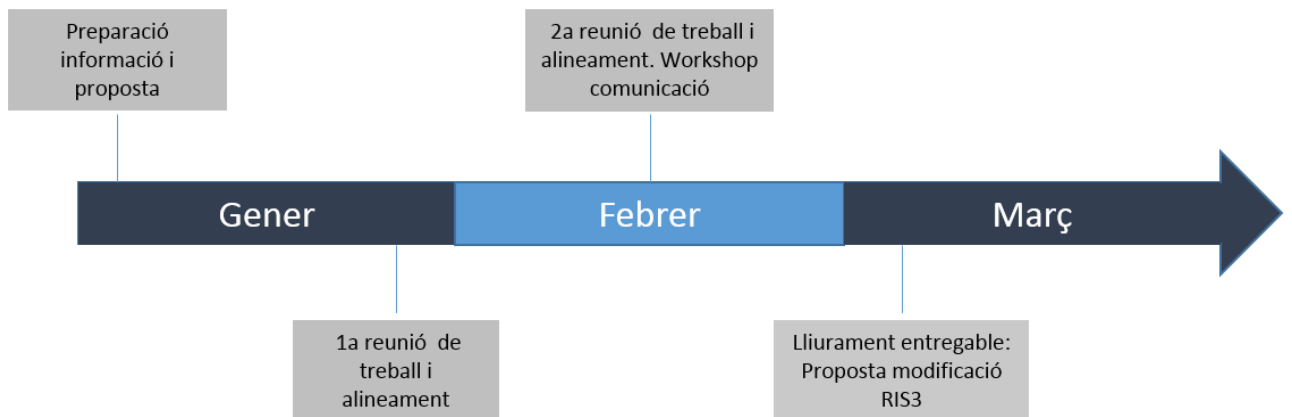 Preparació
informació i
proposta
2a reunió de treball i
alineament. Workshop
comunicació
Gener
Febrer
Març
1a reunió de
treball i
alineament
Lliurament entregable:
Proposta modificació
RIS3